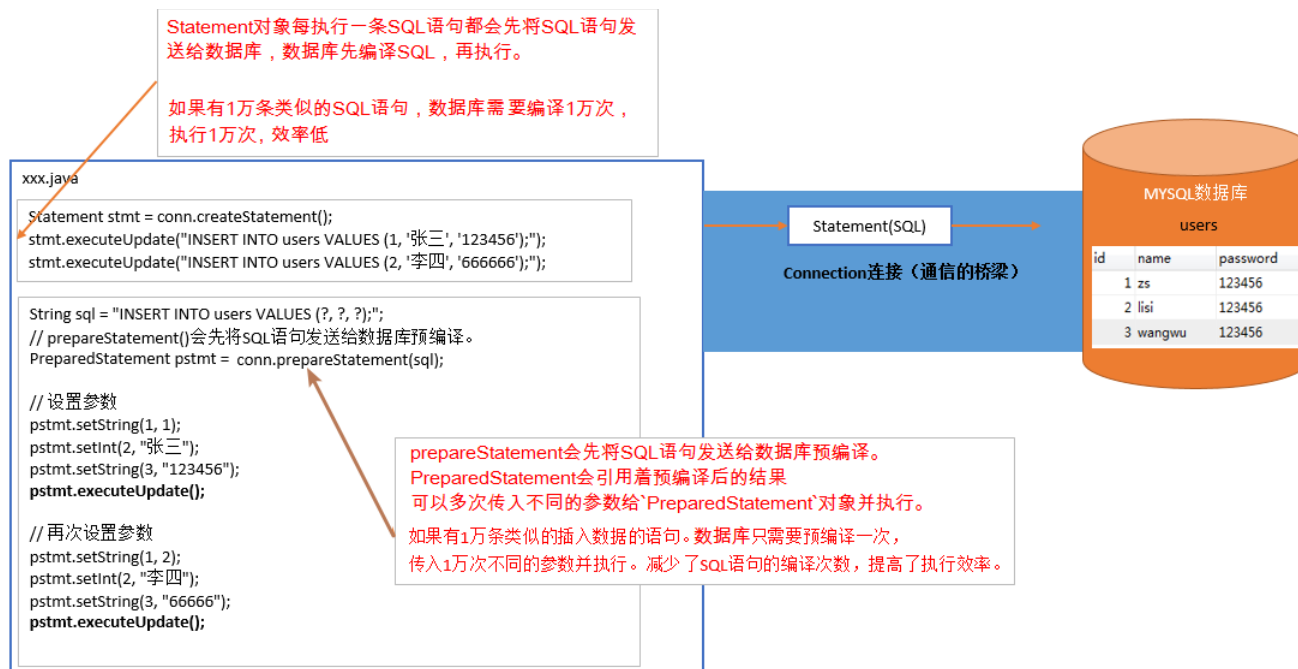 Statement对象每执行一条SQL语句都会先将SQL语句发
送给数据库，数据库先编译SQL，再执行。
如果有1万条类似的SQL语句，数据库需要编译1万次，
执行1万次, 效率低
xxx.java
Statement stmt = conn.createStatement();
stmt.executeUpdate("INSERT INTO users VALUES (1, '张三', '123456');");
stmt.executeUpdate("INSERT INTO users VALUES (2, '李四', '666666');");
String sql = "INSERT INTO users VALUES (?, ?, ?);";
// prepareStatement()会先将SQL语句发送给数据库预编译。
PreparedStatement pstmt = conn.prepareStatement(sql);
// 设置参数
pstmt.setString(1, 1);
pstmt.setInt(2, "张三");
pstmt.setString(3, "123456");
pstmt.executeUpdate();
// 再次设置参数
pstmt.setString(1, 2);
pstmt.setInt(2, "李四");
pstmt.setString(3, "66666");
pstmt.executeUpdate();
prepareStatement会先将SQL语句发送给数据库预编译。
PreparedStatement会引用着预编译后的结果
可以多次传入不同的参数给`PreparedStatement`对象并执行。
如果有1万条类似的插入数据的语句。数据库只需要预编译一次，
传入1万次不同的参数并执行。减少了SQL语句的编译次数，提高了执行效率。
Statement(SQL)
Connection连接（通信的桥梁）
MYSQL数据库
users
id name password
1 zs 123456
2 lisi 123456
3 wangwu 123456